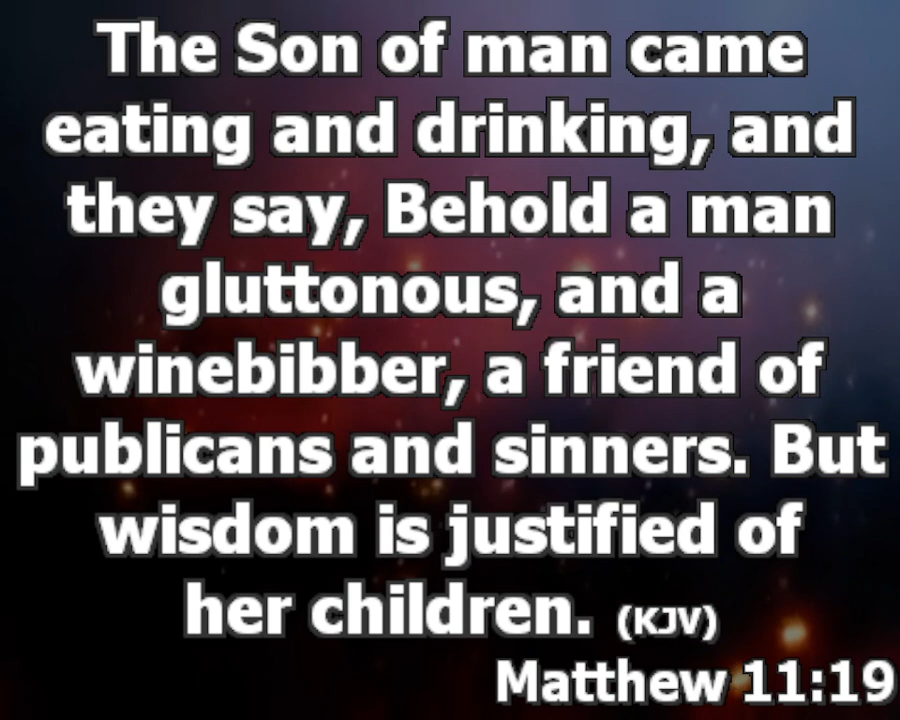 The Son of man came
eating and drinking, and
they say, Behold a man
gluttonous, and a
winebibber, a friend of
publicans and sinners. But
wisdom is justified of
her children. (KJV)
Matthew 11:19